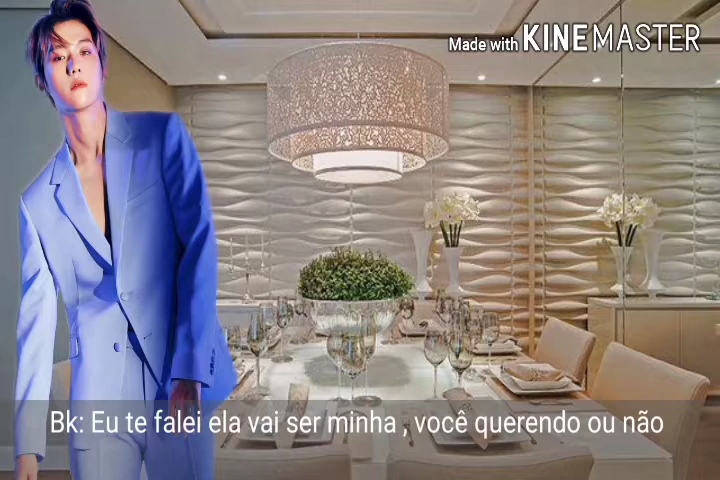 Made with KINEMASTER
Bk: Eu te falei ela vai ser minha , você querendo ou não